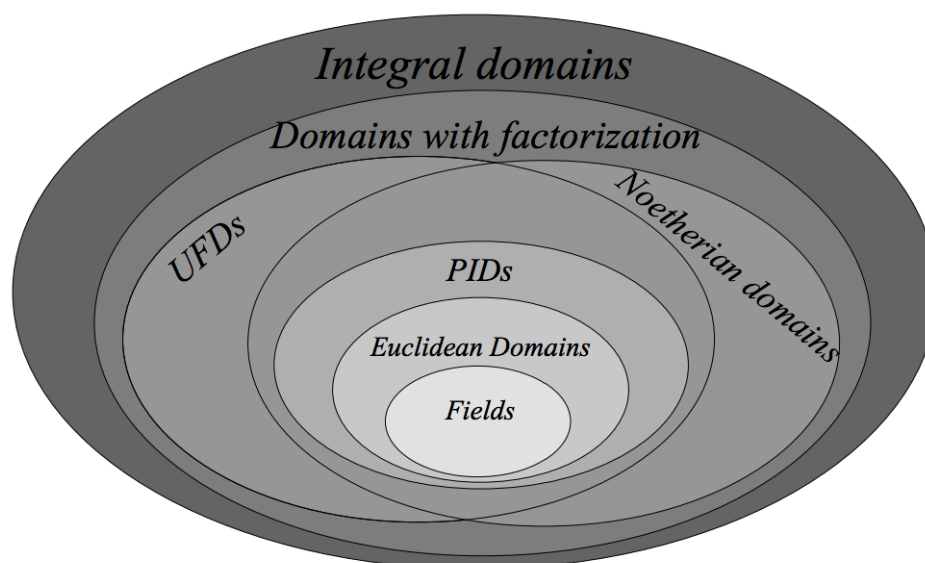 Integral domains
Domains with factorization
UFDs
Noetherian domains
PIDs
Euclidean Domains
Fields